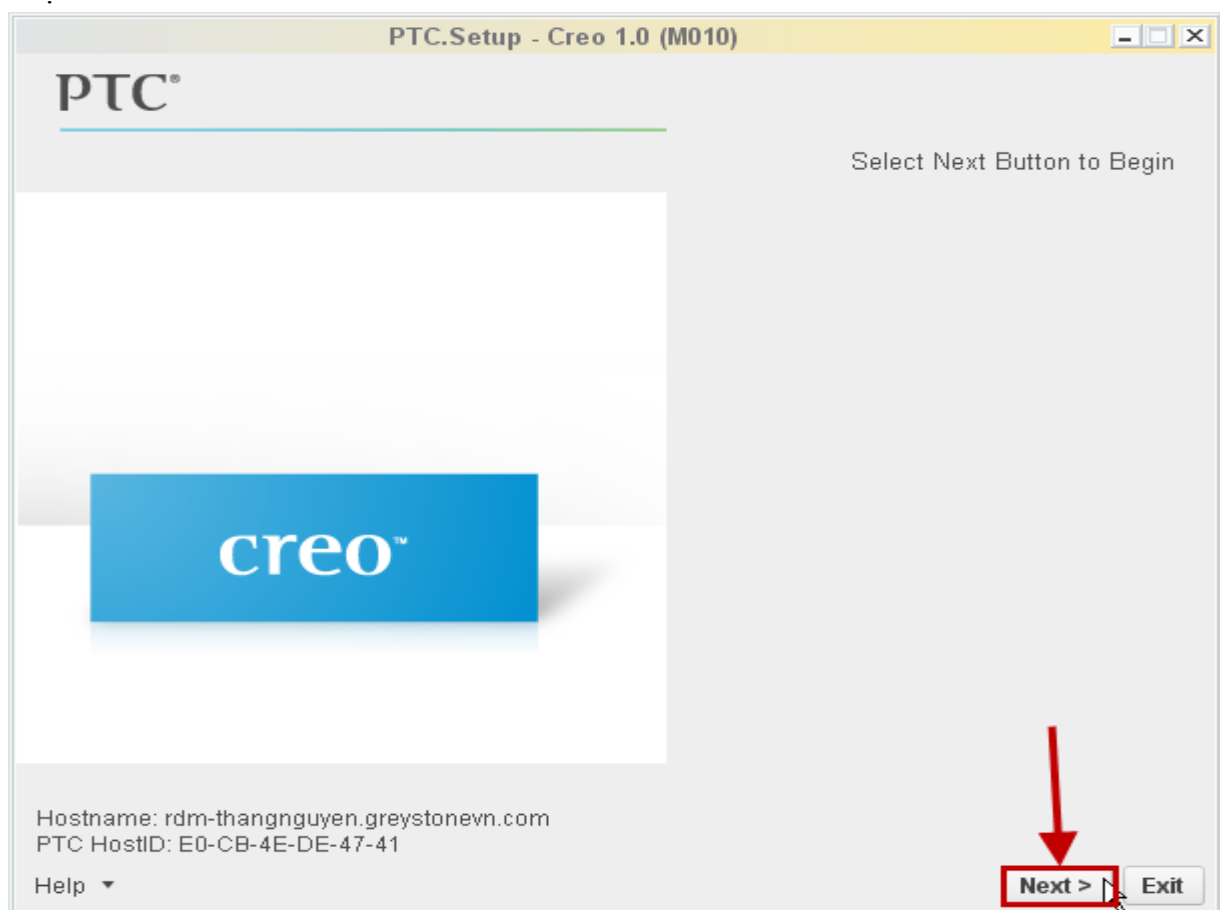 PTC.Setup - Creo 1.0 (M010)
PTC®
Select Next Button to Begin
creo™
Hostname: rdm-thangnguyen.greystonevn.com
PTC HostID: E0-CB-4E-DE-47-41
Help
Next >
Exit